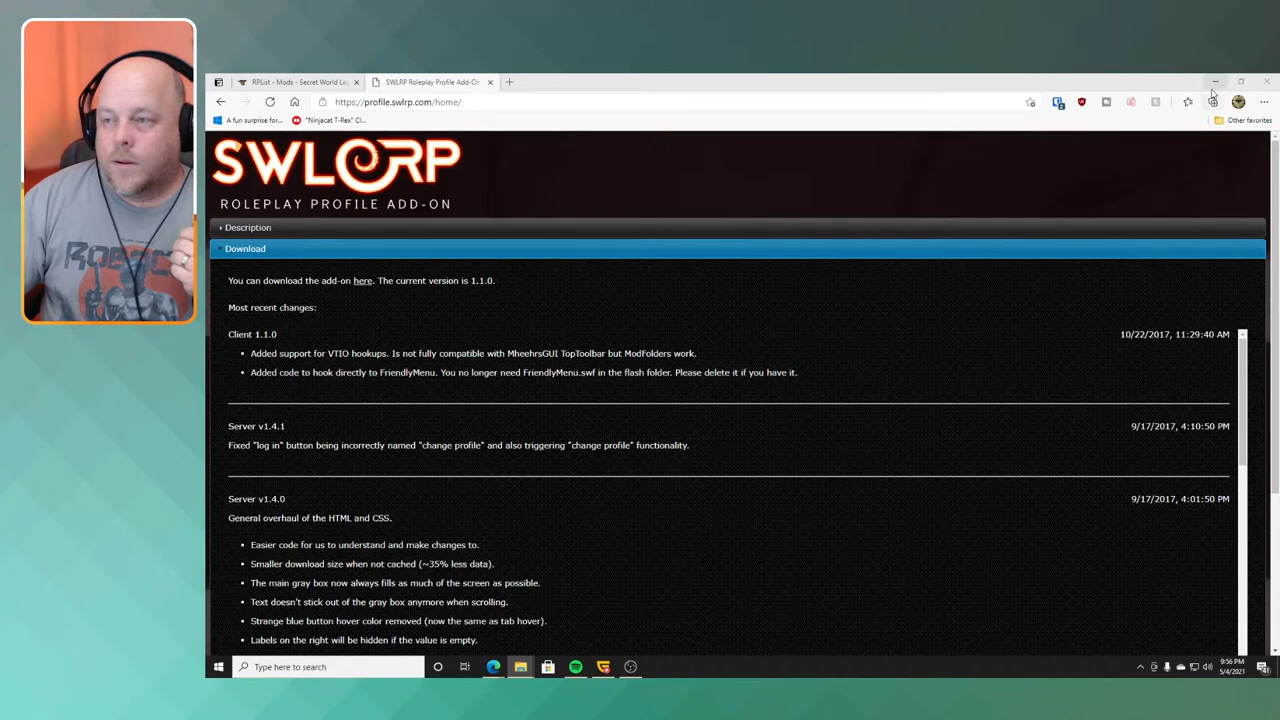 RPList - Mods - Secret World Le
SWLRP Roleplay Profile Add-On
https://profile.swlrp.com/home/
A fun surprise for...
"Ninjacat T-Rex" Cl...
Other favorites
SWLRP
ROLEPLAY PROFILE ADD-ON
Description
Download
You can download the add-on here. The current version is 1.1.0.
Most recent changes:
Client 1.1.0 10/22/2017, 11:29:40 AM
• Added support for VTIO hookups. Is not fully compatible with MheehrsGUI TopToolbar but ModFolders work.
• Added code to hook directly to FriendlyMenu. You no longer need FriendlyMenu.swf in the flash folder. Please delete it if you have it.
Server v1.4.1 9/17/2017, 4:10:50 PM
Fixed "log in" button being incorrectly named "change profile" and also triggering "change profile" functionality.
Server v1.4.0 9/17/2017, 4:01:50 PM
General overhaul of the HTML and CSS.
• Easier code for us to understand and make changes to.
• Smaller download size when not cached (~35% less data).
• The main gray box now always fills as much of the screen as possible.
• Text doesn't stick out of the gray box anymore when scrolling.
• Strange blue button hover color removed (now the same as tab hover).
• Labels on the right will be hidden if the value is empty.
Type here to search
9:56 PM
5/4/2021